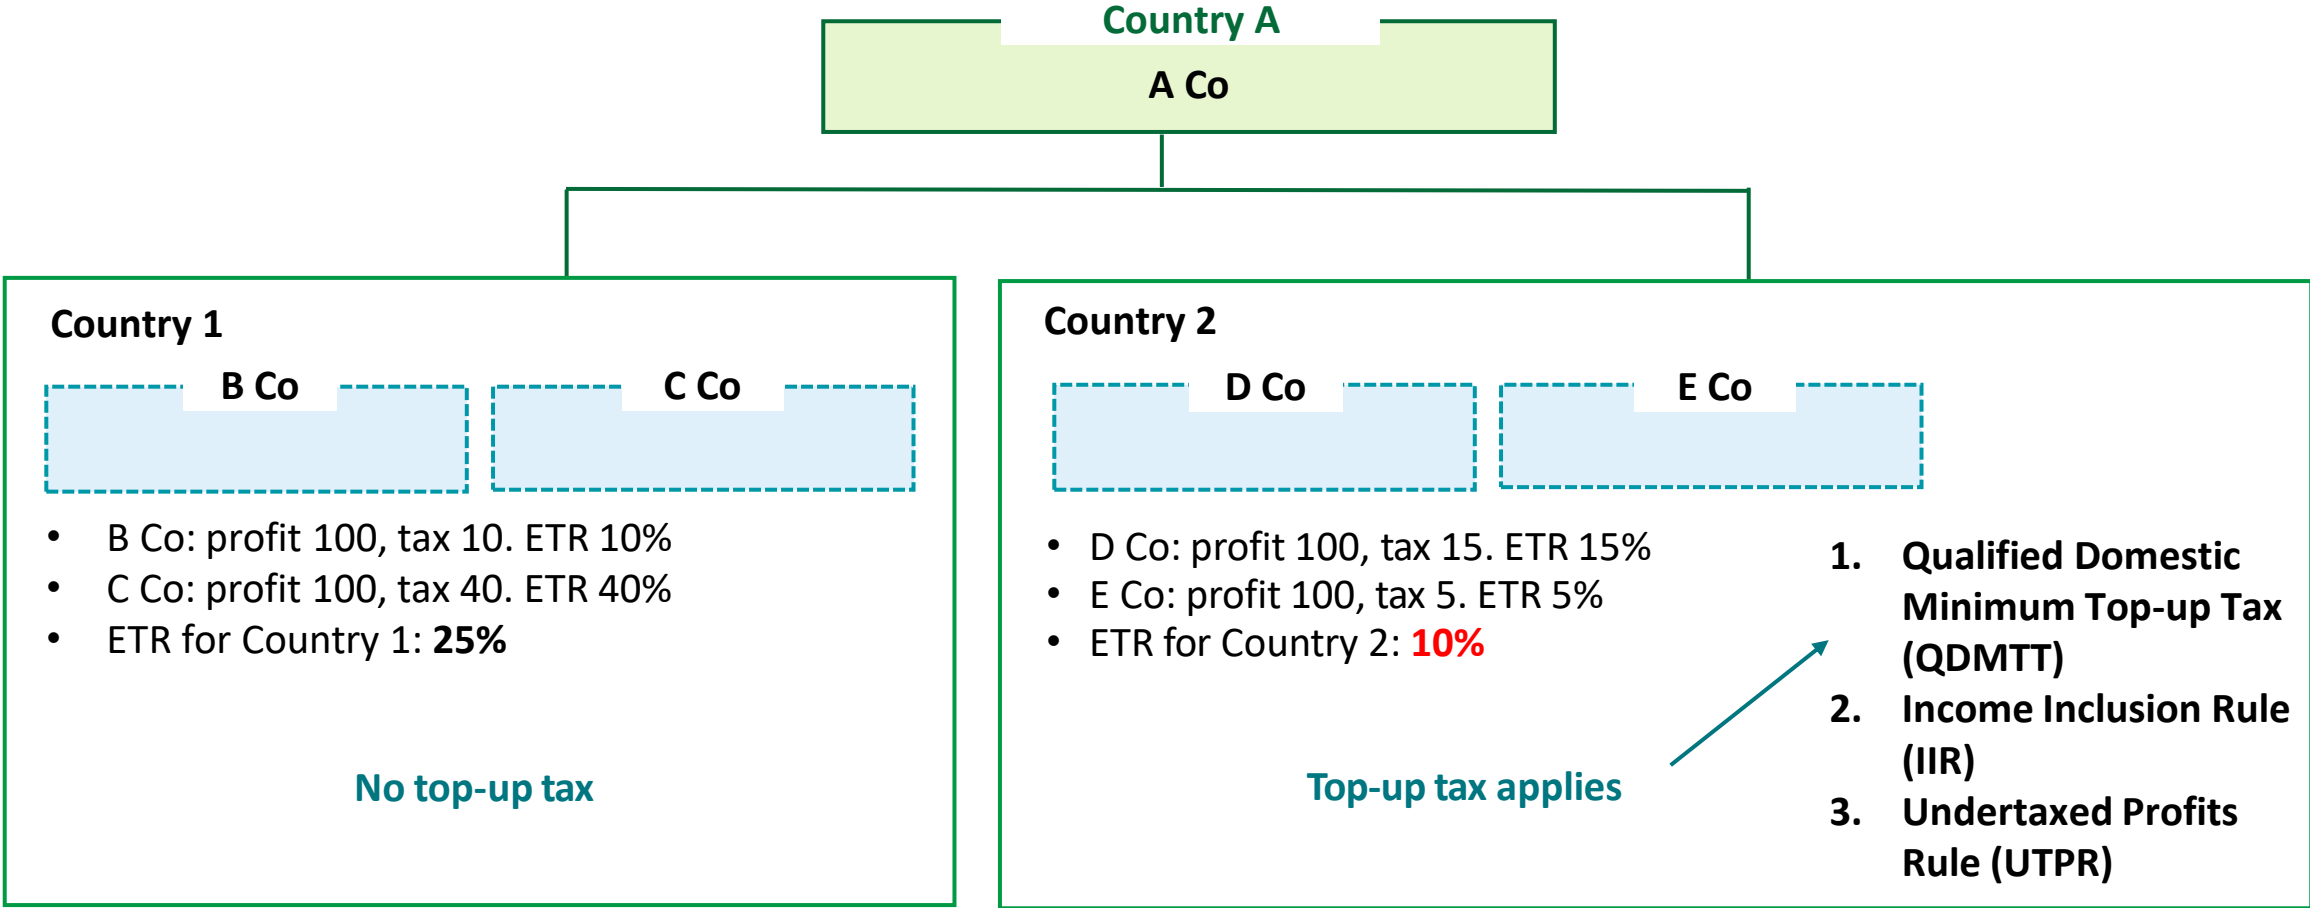 Country A
A Co
Country 1
B Co
C Co
• B Co: profit 100, tax 10. ETR 10%
• C Co: profit 100, tax 40. ETR 40%
• ETR for Country 1: 25%
No top-up tax
Country 2
D Co
E Co
• D Co: profit 100, tax 15. ETR 15%
• E Co: profit 100, tax 5. ETR 5%
• ETR for Country 2: 10%
Top-up tax applies
1. Qualified Domestic
Minimum Top-up Tax
(QDMTT)
2. Income Inclusion Rule
(IIR)
3. Undertaxed Profits
Rule (UTPR)